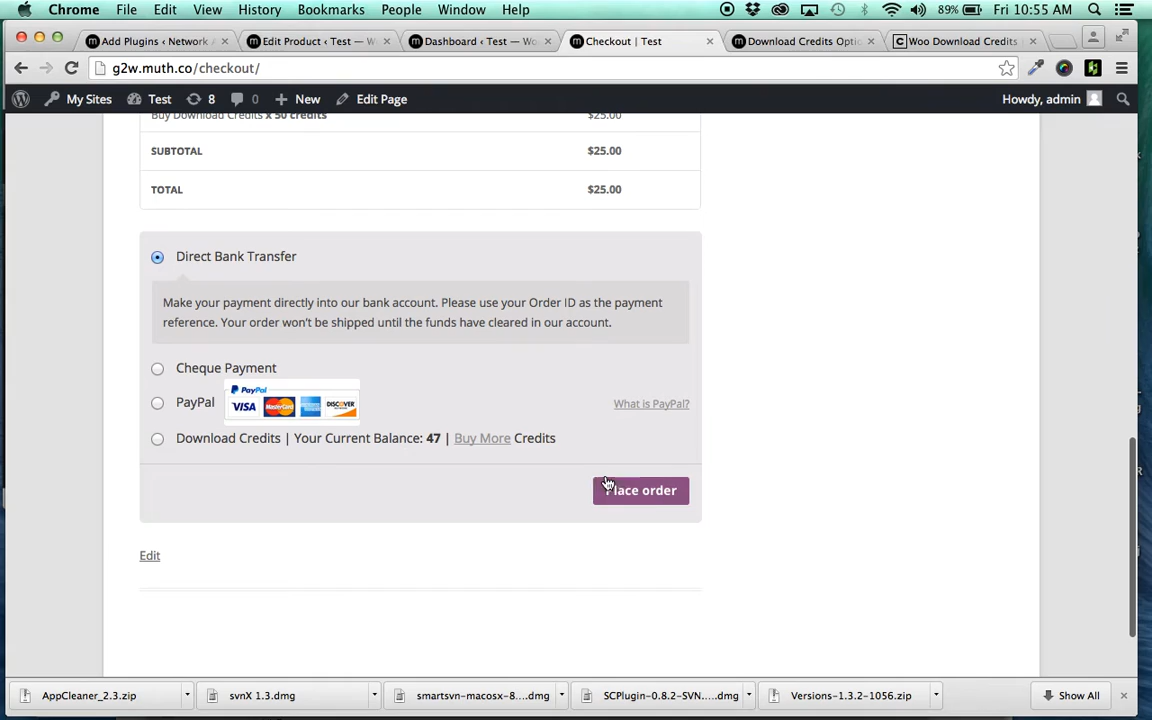 Chrome File Edit View History Bookmarks People Window Help 89% Fri 10:55 AM
Add Plugins ‹ Network A
Edit Product ‹ Test — Wo
Dashboard ‹ Test — Wo
Checkout | Test
Download Credits Optio
Woo Download Credits
g2w.muth.co/checkout/
My Sites Test 8 0 New Edit Page Howdy, admin
Buy Download Credits x 50 credits $25.00
SUBTOTAL $25.00
TOTAL $25.00
Direct Bank Transfer
Make your payment directly into our bank account. Please use your Order ID as the payment
reference. Your order won't be shipped until the funds have cleared in our account.
Cheque Payment
PayPal
PayPal VISA MasterCard DISCOVER What is PayPal?
Download Credits | Your Current Balance: 47 | Buy More Credits
Place order
Edit
AppCleaner_2.3.zip svnX 1.3.dmg smartsvn-macosx-8....dmg SCPlugin-0.8.2-SVN.....dmg Versions-1.3.2-1056.zip Show All